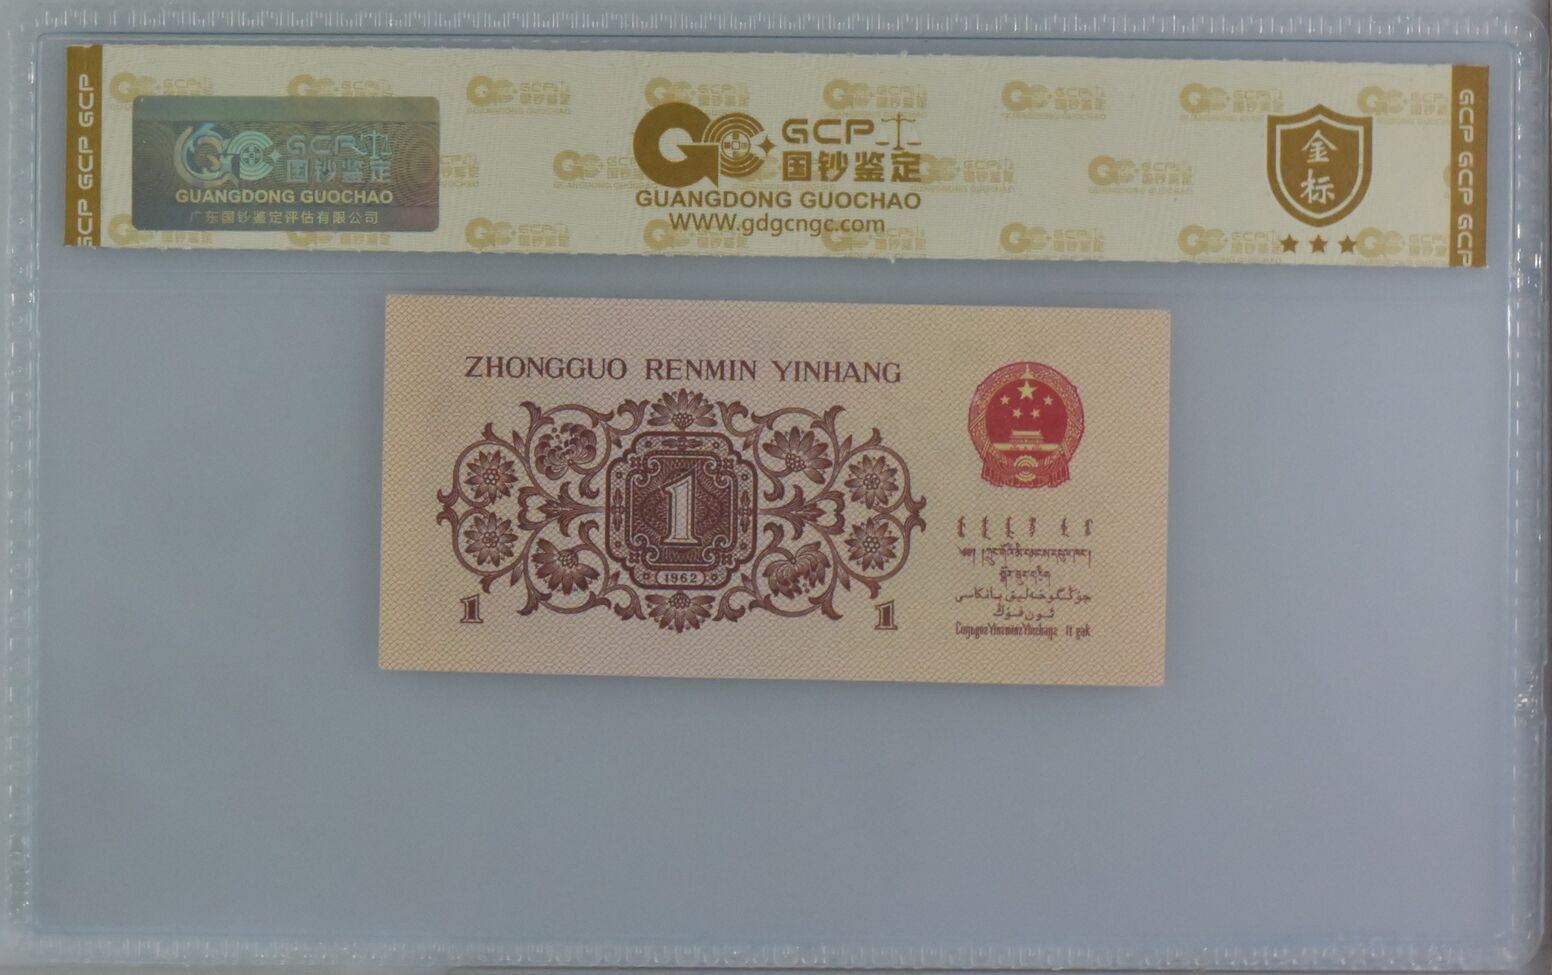 GCP GCP GCP
GCP 国钞鉴定
GUANGDONG GUOCHAO
广东国钞鉴定评估有限公司
GCP
国钞鉴定
GUANGDONG GUOCHAO
WWW.gdgcngc.com
金标
GCP GCP GCP
ZHONGGUO RENMIN YINHANG
1
1962
1 1
جۇڭگوخەلىق بانكاسى